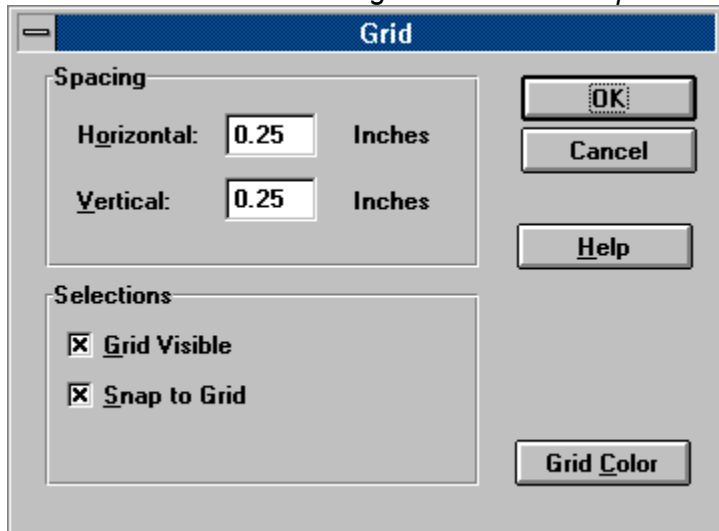 Grid
Spacing
Horizontal: 0.25 Inches
Vertical: 0.25 Inches
OK
Cancel
Help
Selections
Grid Visible
Snap to Grid
Grid Color